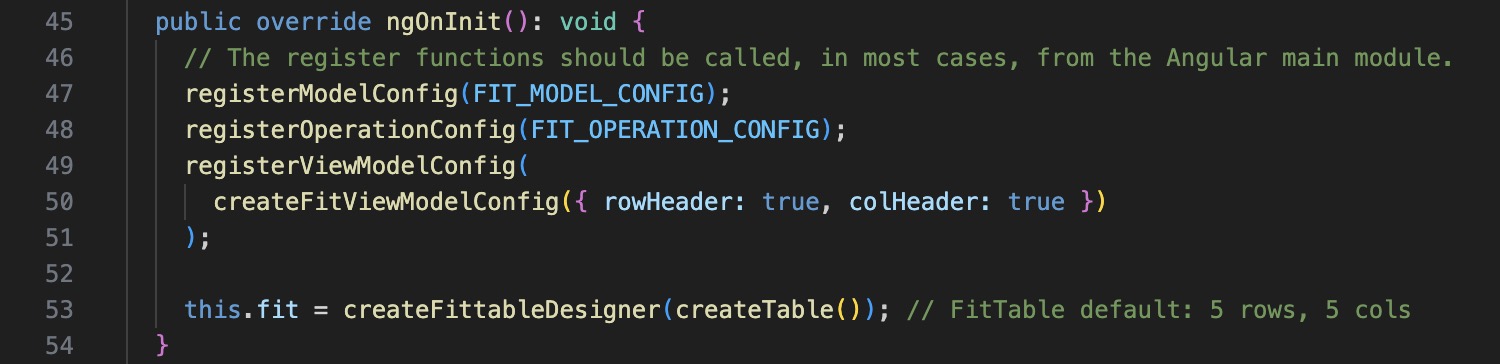 45 public override ngOnInit(): void {
46 // The register functions should be called, in most cases, from the Angular main module.
47 registerModelConfig(FIT_MODEL_CONFIG);
48 registerOperationConfig(FIT_OPERATION_CONFIG);
49 registerViewModelConfig(
50 createFitViewModelConfig({ rowHeader: true, colHeader: true })
51 );
52
53 this.fit = createFittableDesigner(createTable()); // FitTable default: 5 rows, 5 cols
54 }